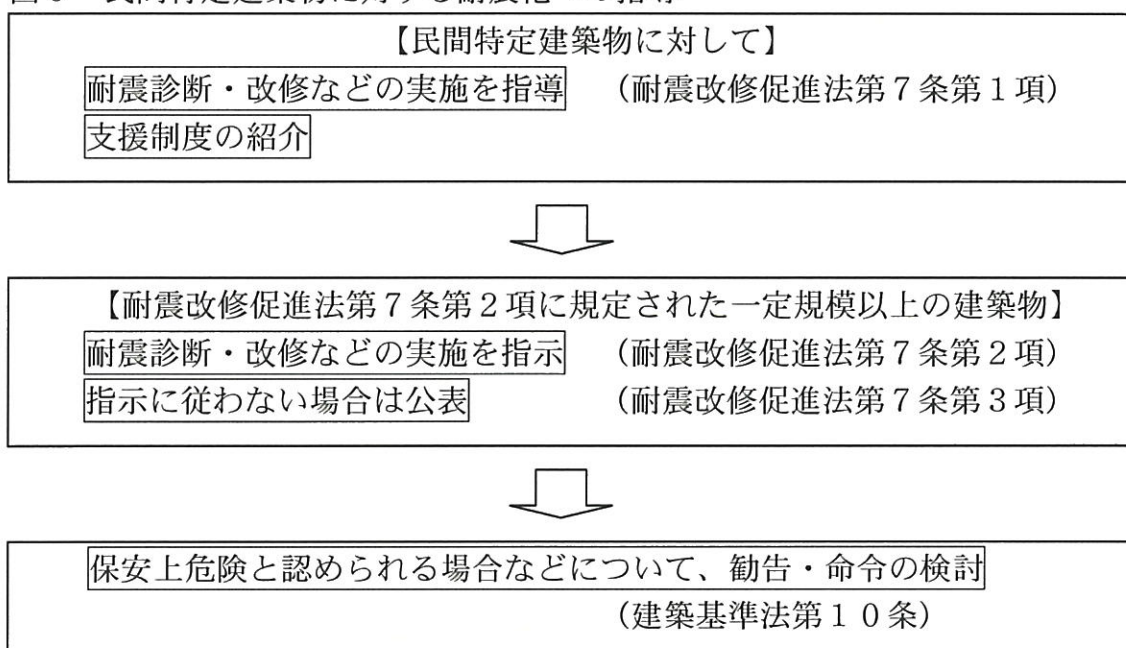 【民間特定建築物に対して】
耐震診断・改修などの実施を指導 (耐震改修促進法第7条第1項)
支援制度の紹介
【耐震改修促進法第7条第2項に規定された一定規模以上の建築物】
耐震診断・改修などの実施を指示 (耐震改修促進法第7条第2項)
指示に従わない場合は公表 (耐震改修促進法第7条第3項)
保安上危険と認められる場合などについて、勧告・命令の検討
(建築基準法第10条)